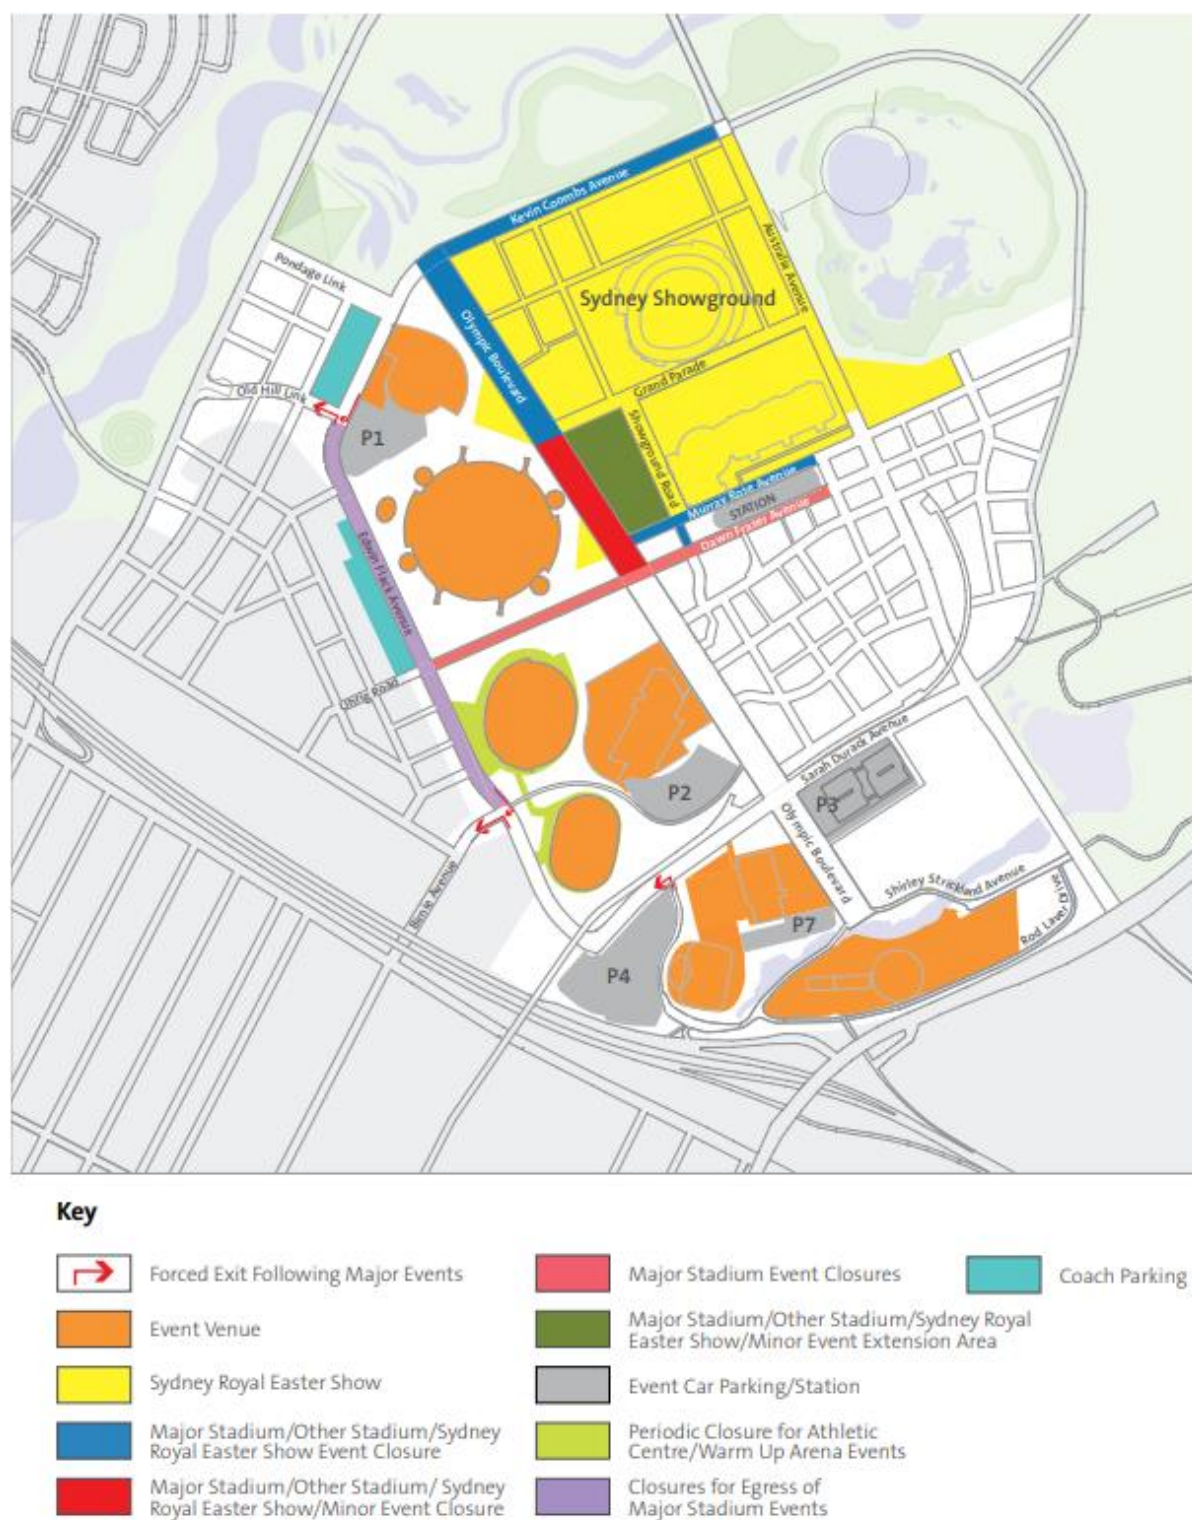 Kevin Coombs Avenue
Australia Avenue
Pondage Link
Sydney Showground
Olympic Boulevard
Grand Parade
Old Hill Link
Showground Road
P1
Murray Rose Avenue
STATION
Dawn Fraser Avenue
Edwin Flack Avenue
Uhrig Road
Sarah Durack Avenue
P2
P3
Olympic Boulevard
Shirley Strickland Avenue
Birnie Avenue
Rod Laver Drive
P7
P4
Key
Forced Exit Following Major Events
Event Venue
Sydney Royal Easter Show
Major Stadium/Other Stadium/Sydney
Royal Easter Show Event Closure
Major Stadium/Other Stadium/ Sydney
Royal Easter Show/Minor Event Closure
Major Stadium Event Closures
Major Stadium/Other Stadium/Sydney Royal
Easter Show/Minor Event Extension Area
Event Car Parking/Station
Periodic Closure for Athletic
Centre/Warm Up Arena Events
Closures for Egress of
Major Stadium Events
Coach Parking